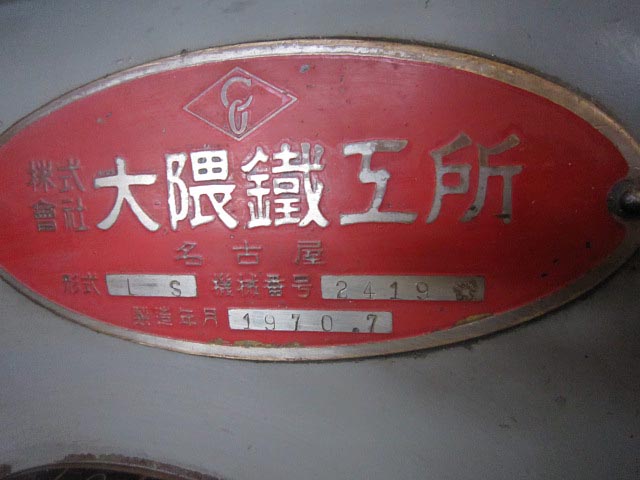 株式會社 大隈鐵工所
名古屋
形式 LS 機械番号 2419
製造年月 1970.7